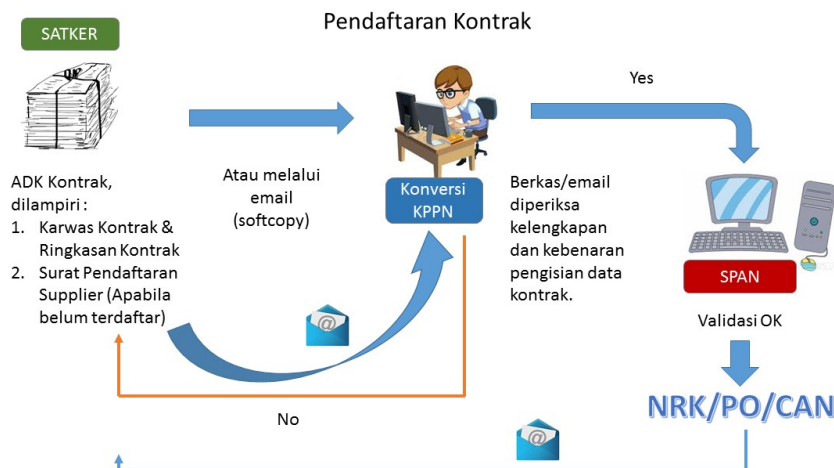 Pendaftaran Kontrak
SATKER
Yes
ADK Kontrak,
dilampiri :
1. Karwas Kontrak &
Ringkasan Kontrak
2. Surat Pendaftaran
Supplier (Apabila
belum terdaftar)
Atau melalui
email
(softcopy)
Konversi
KPPN
Berkas/email
diperiksa
kelengkapan
dan kebenaran
pengisian data
kontrak.
SPAN
Validasi OK
@
No
NRK/PO/CAN
@